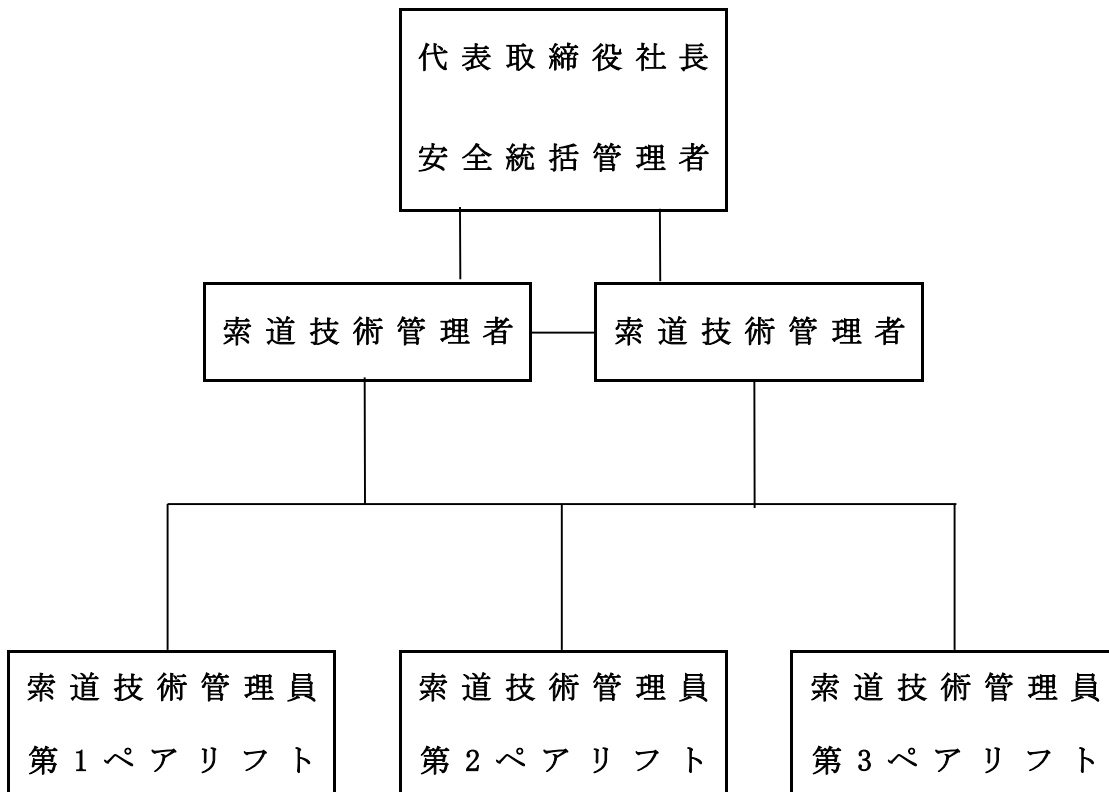 代表取締役社長
安全統括管理者
索道技術管理者
索道技術管理者
索道技術管理員
第1ペアリフト
索道技術管理員
第2ペアリフト
索道技術管理員
第3ペアリフト